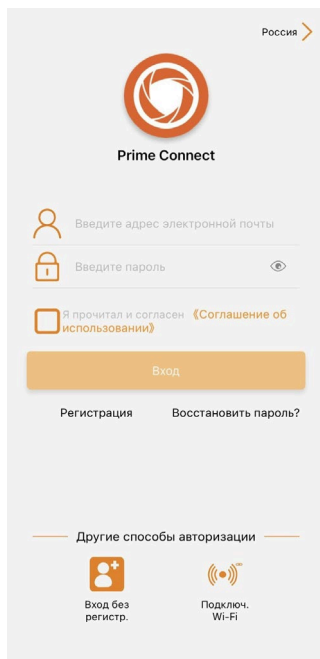 Россия
Prime Connect
Введите адрес электронной почты
Введите пароль
Я прочитал и согласен 《Соглашение об
использовании》
Вход
Регистрация Восстановить пароль?
Другие способы авторизации
Вход без
регистр.
Подключ.
Wi-Fi